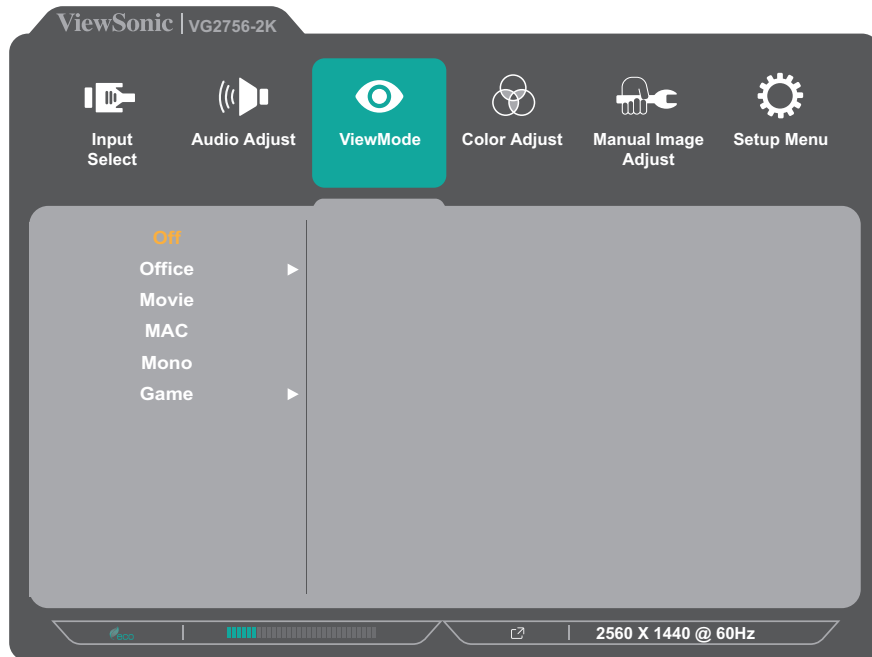 ViewSonic | VG2756-2K
Input
Select
Audio Adjust
ViewMode
Color Adjust
Manual Image
Adjust
Setup Menu
Off
Office
Movie
MAC
Mono
Game
eco
2560 X 1440 @ 60Hz